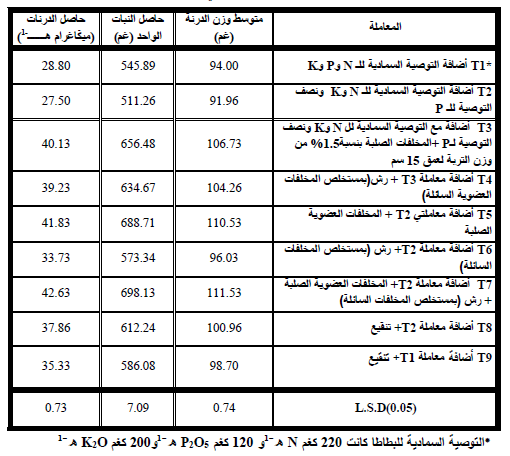 المعاملة متوسط وزن الدرنة (غم) حاصل النبات الواحد (غم) حاصل الدرنات (ميكاغرام هـ⁻¹)
*T1 أضافة التوصية السمادية للـ N وP وK 94.00 545.89 28.80
T2 أضافة التوصية السمادية للـ N وK ونصف التوصية للـ P 91.96 511.26 27.50
T3 أضافة مع التوصية السمادية لل N وK ونصف التوصية لـP +المخلفات الصلبة بنسبة1.5% من وزن التربة لعمق 15 سم 106.73 656.48 40.13
T4 أضافة معاملة T3 + رش(بمستخلص المخلفات العضوية السائلة) 104.26 634.67 39.23
T5 أضافة معاملتي T2 + المخلفات العضوية الصلبة 110.53 688.71 41.83
T6 أضافة معاملة T2+ رش (بمستخلص المخلفات السائلة) 96.03 573.34 33.73
T7 أضافة معاملة T2+ المخلفات العضوية الصلبة + رش (بمستخلص المخلفات السائلة) 111.53 698.13 42.63
T8 أضافة معاملة T2+ تنقيع 100.96 612.24 37.86
T9 أضافة معاملة T1+ تنقيع 98.70 586.08 35.33
L.S.D(0.05) 0.74 7.09 0.73
*التوصية السمادية للبطاطا كانت 220 كغم N هـ⁻¹و 120 كغم P2O5 هـ⁻¹و200 كغم K2O هـ⁻¹